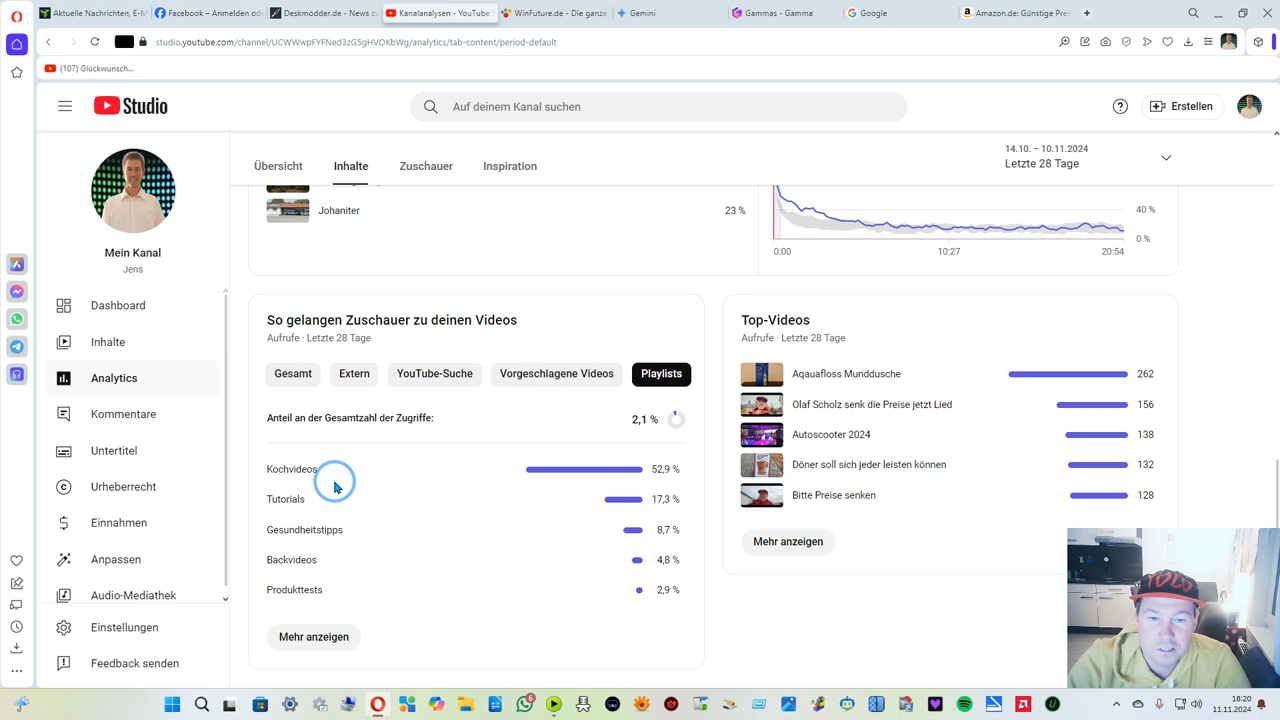 Aktuelle Nachrichten, E-M
Facebook – Anmelden od
Deskmodder.de - News z
Kanalanalysen - YouTube
WinFuture.de - Die ganz
Gemini
Gammas - Gamma
Google
Amazon.de: Günstige Prei
studio.youtube.com/channel/UCWWwpFYFNed3zG5gHVOKbWg/analytics/tab-content/period-default
(107) Glückwunsch...
Studio
Auf deinem Kanal suchen
Erstellen
Übersicht
Inhalte
Zuschauer
Inspiration
14.10. – 10.11.2024
Letzte 28 Tage
Mein Kanal
Jens
Dashboard
Inhalte
Analytics
Kommentare
Untertitel
Urheberrecht
Einnahmen
Anpassen
Audio-Mediathek
Einstellungen
Feedback senden
Johaniter
23 %
40 %
0 %
0:00
10:27
20:54
So gelangen Zuschauer zu deinen Videos
Aufrufe · Letzte 28 Tage
Gesamt
Extern
YouTube-Suche
Vorgeschlagene Videos
Playlists
Anteil an der Gesamtzahl der Zugriffe:
2,1 %
Kochvideos
52,9 %
Tutorials
17,3 %
Gesundheitstipps
8,7 %
Backvideos
4,8 %
Produkttests
2,9 %
Mehr anzeigen
Top-Videos
Aufrufe · Letzte 28 Tage
Aqauafloss Munddusche
262
Olaf Scholz senk die Preise jetzt Lied
156
Autoscooter 2024
138
Döner soll sich jeder leisten können
132
Bitte Preise senken
128
Mehr anzeigen
6
18:20
11.11.2024